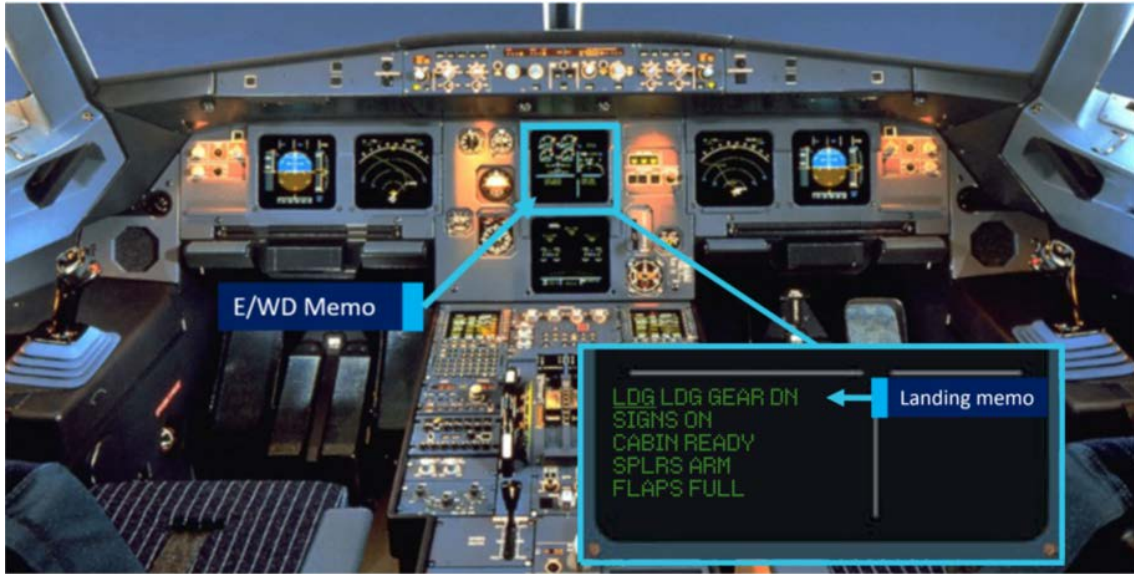 E/WD Memo
LDG LDG GEAR DN
Landing memo
SIGNS ON
CABIN READY
SPLRS ARM
FLAPS FULL